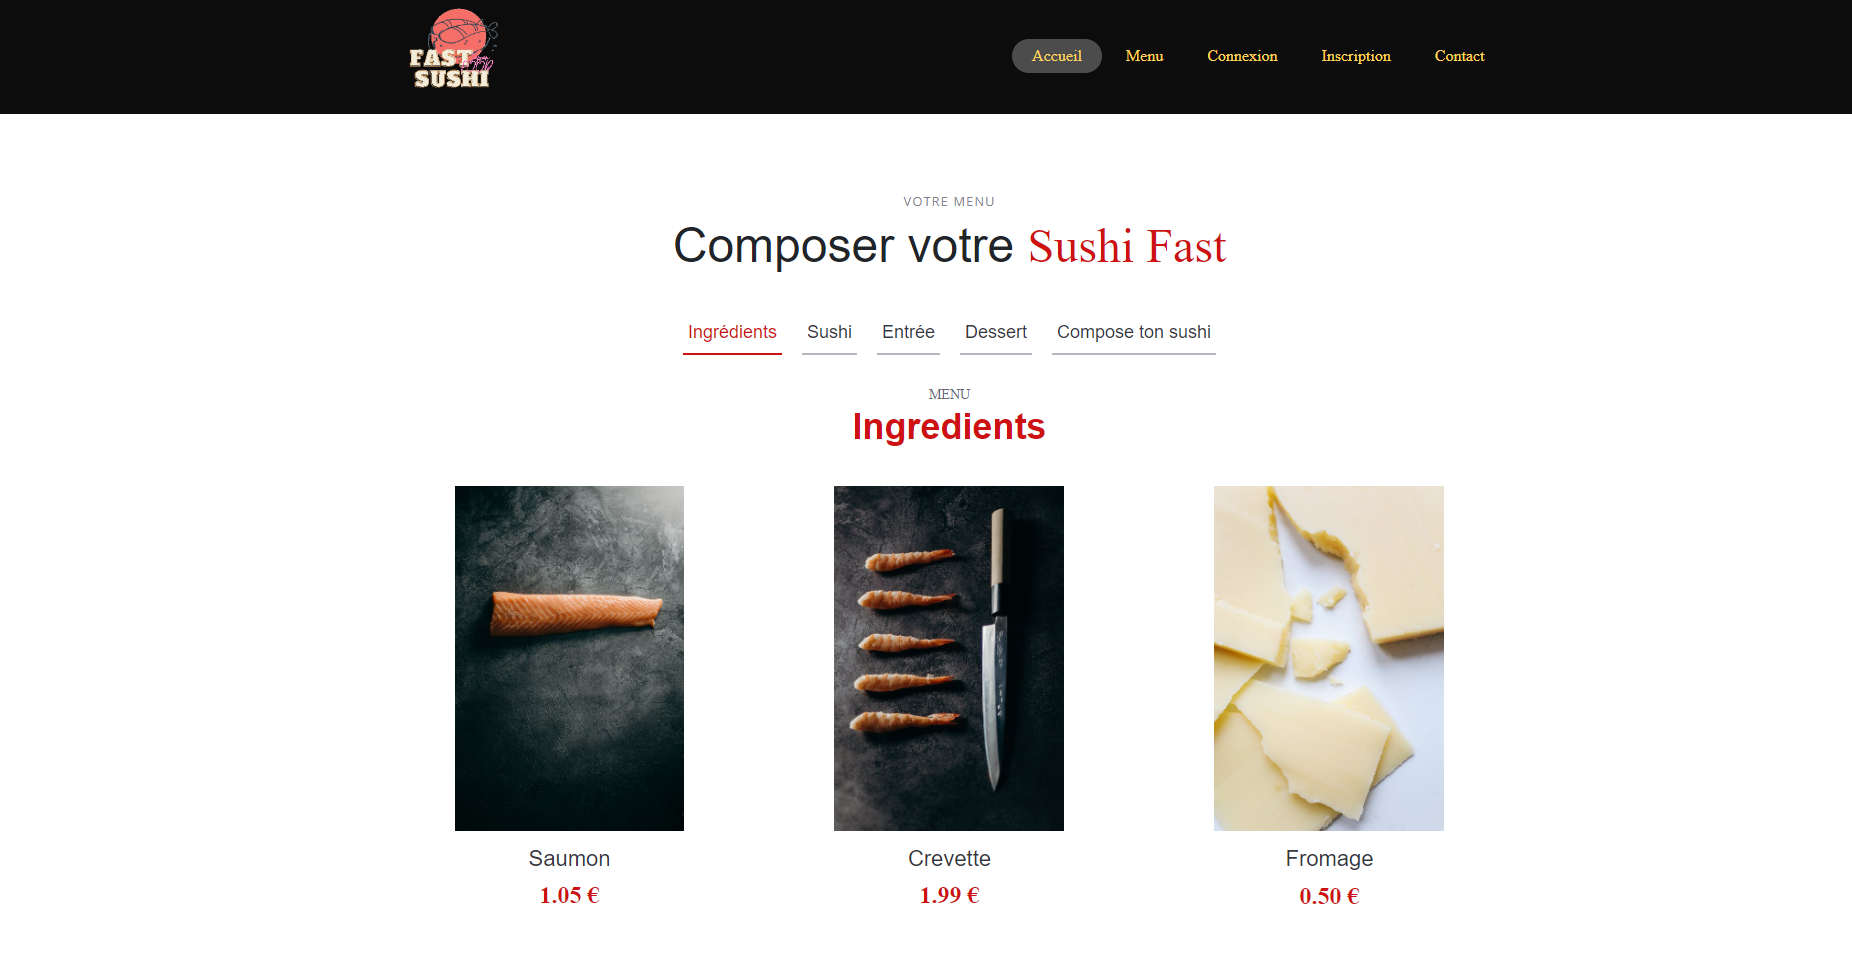 FAST
SUSHI
Accueil Menu Connexion Inscription Contact
VOTRE MENU
Composer votre Sushi Fast
Ingrédients Sushi Entrée Dessert Compose ton sushi
MENU
Ingredients
Saumon Crevette Fromage
1.05 € 1.99 € 0.50 €